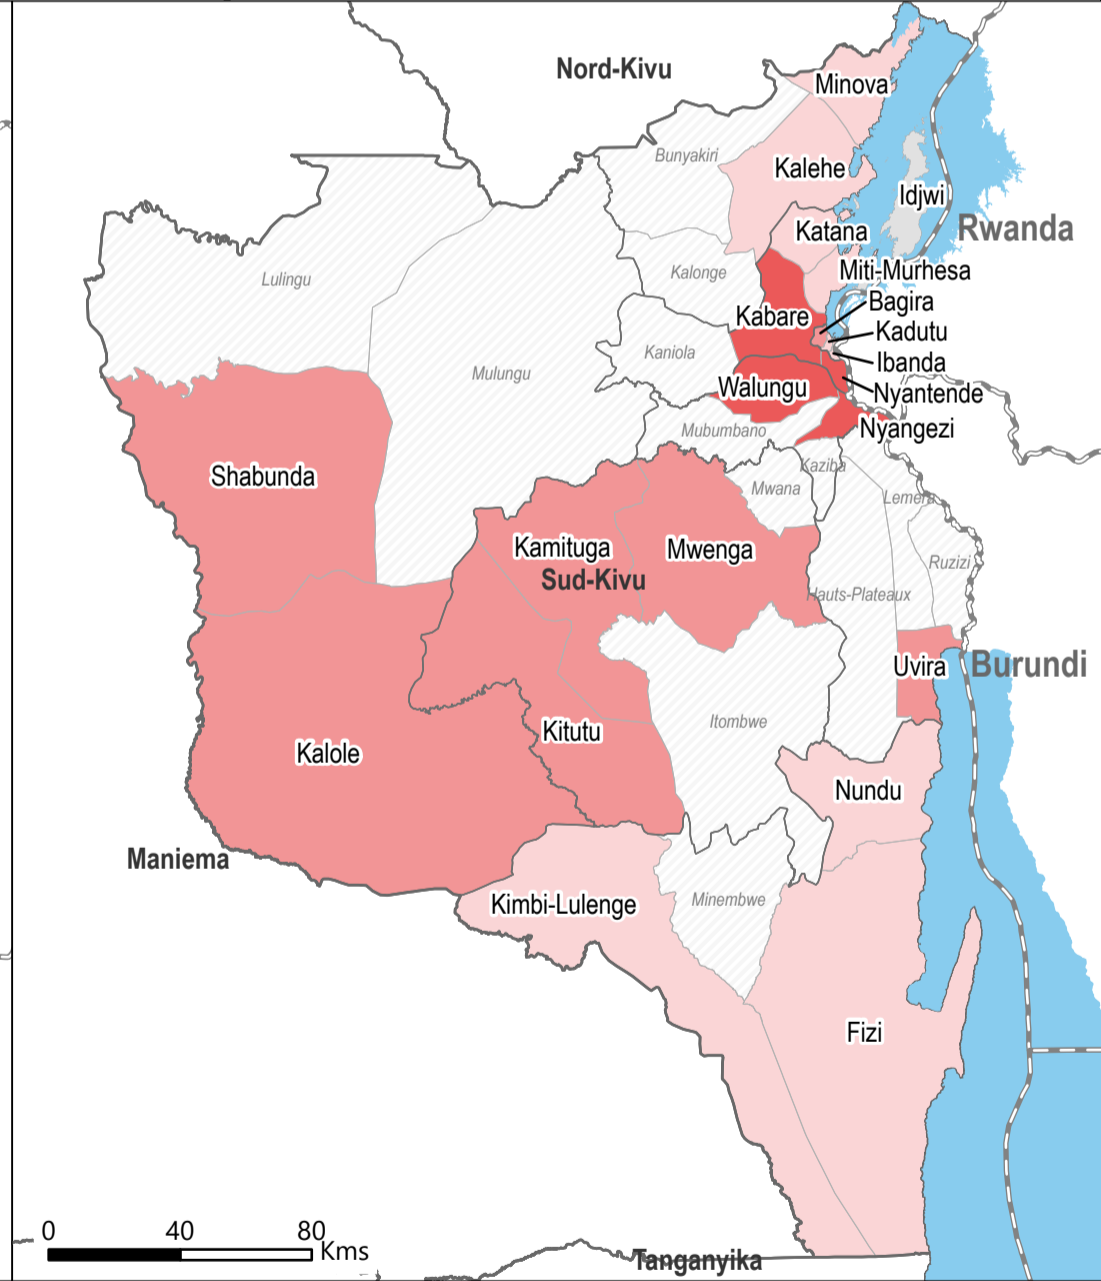 Nord-Kivu
Minova
Bunyakiri
Kalehe
Idjwi
Rwanda
Katana
Lulingu
Kalonge
Miti-Murhesa
Bagira
Kabare
Kadutu
Kaniola
Ibanda
Mulungu
Walungu
Nyantende
Mubumbano
Nyangezi
Kaziba
Shabunda
Mwana
Lemera
Kamituga
Mwenga
Ruzizi
Sud-Kivu
Hauts-Plateaux
Uvira
Burundi
Itombwe
Kitutu
Kalole
Nundu
Maniema
Minembwe
Kimbi-Lulenge
Fizi
0 40 80
Kms
Tanganyika